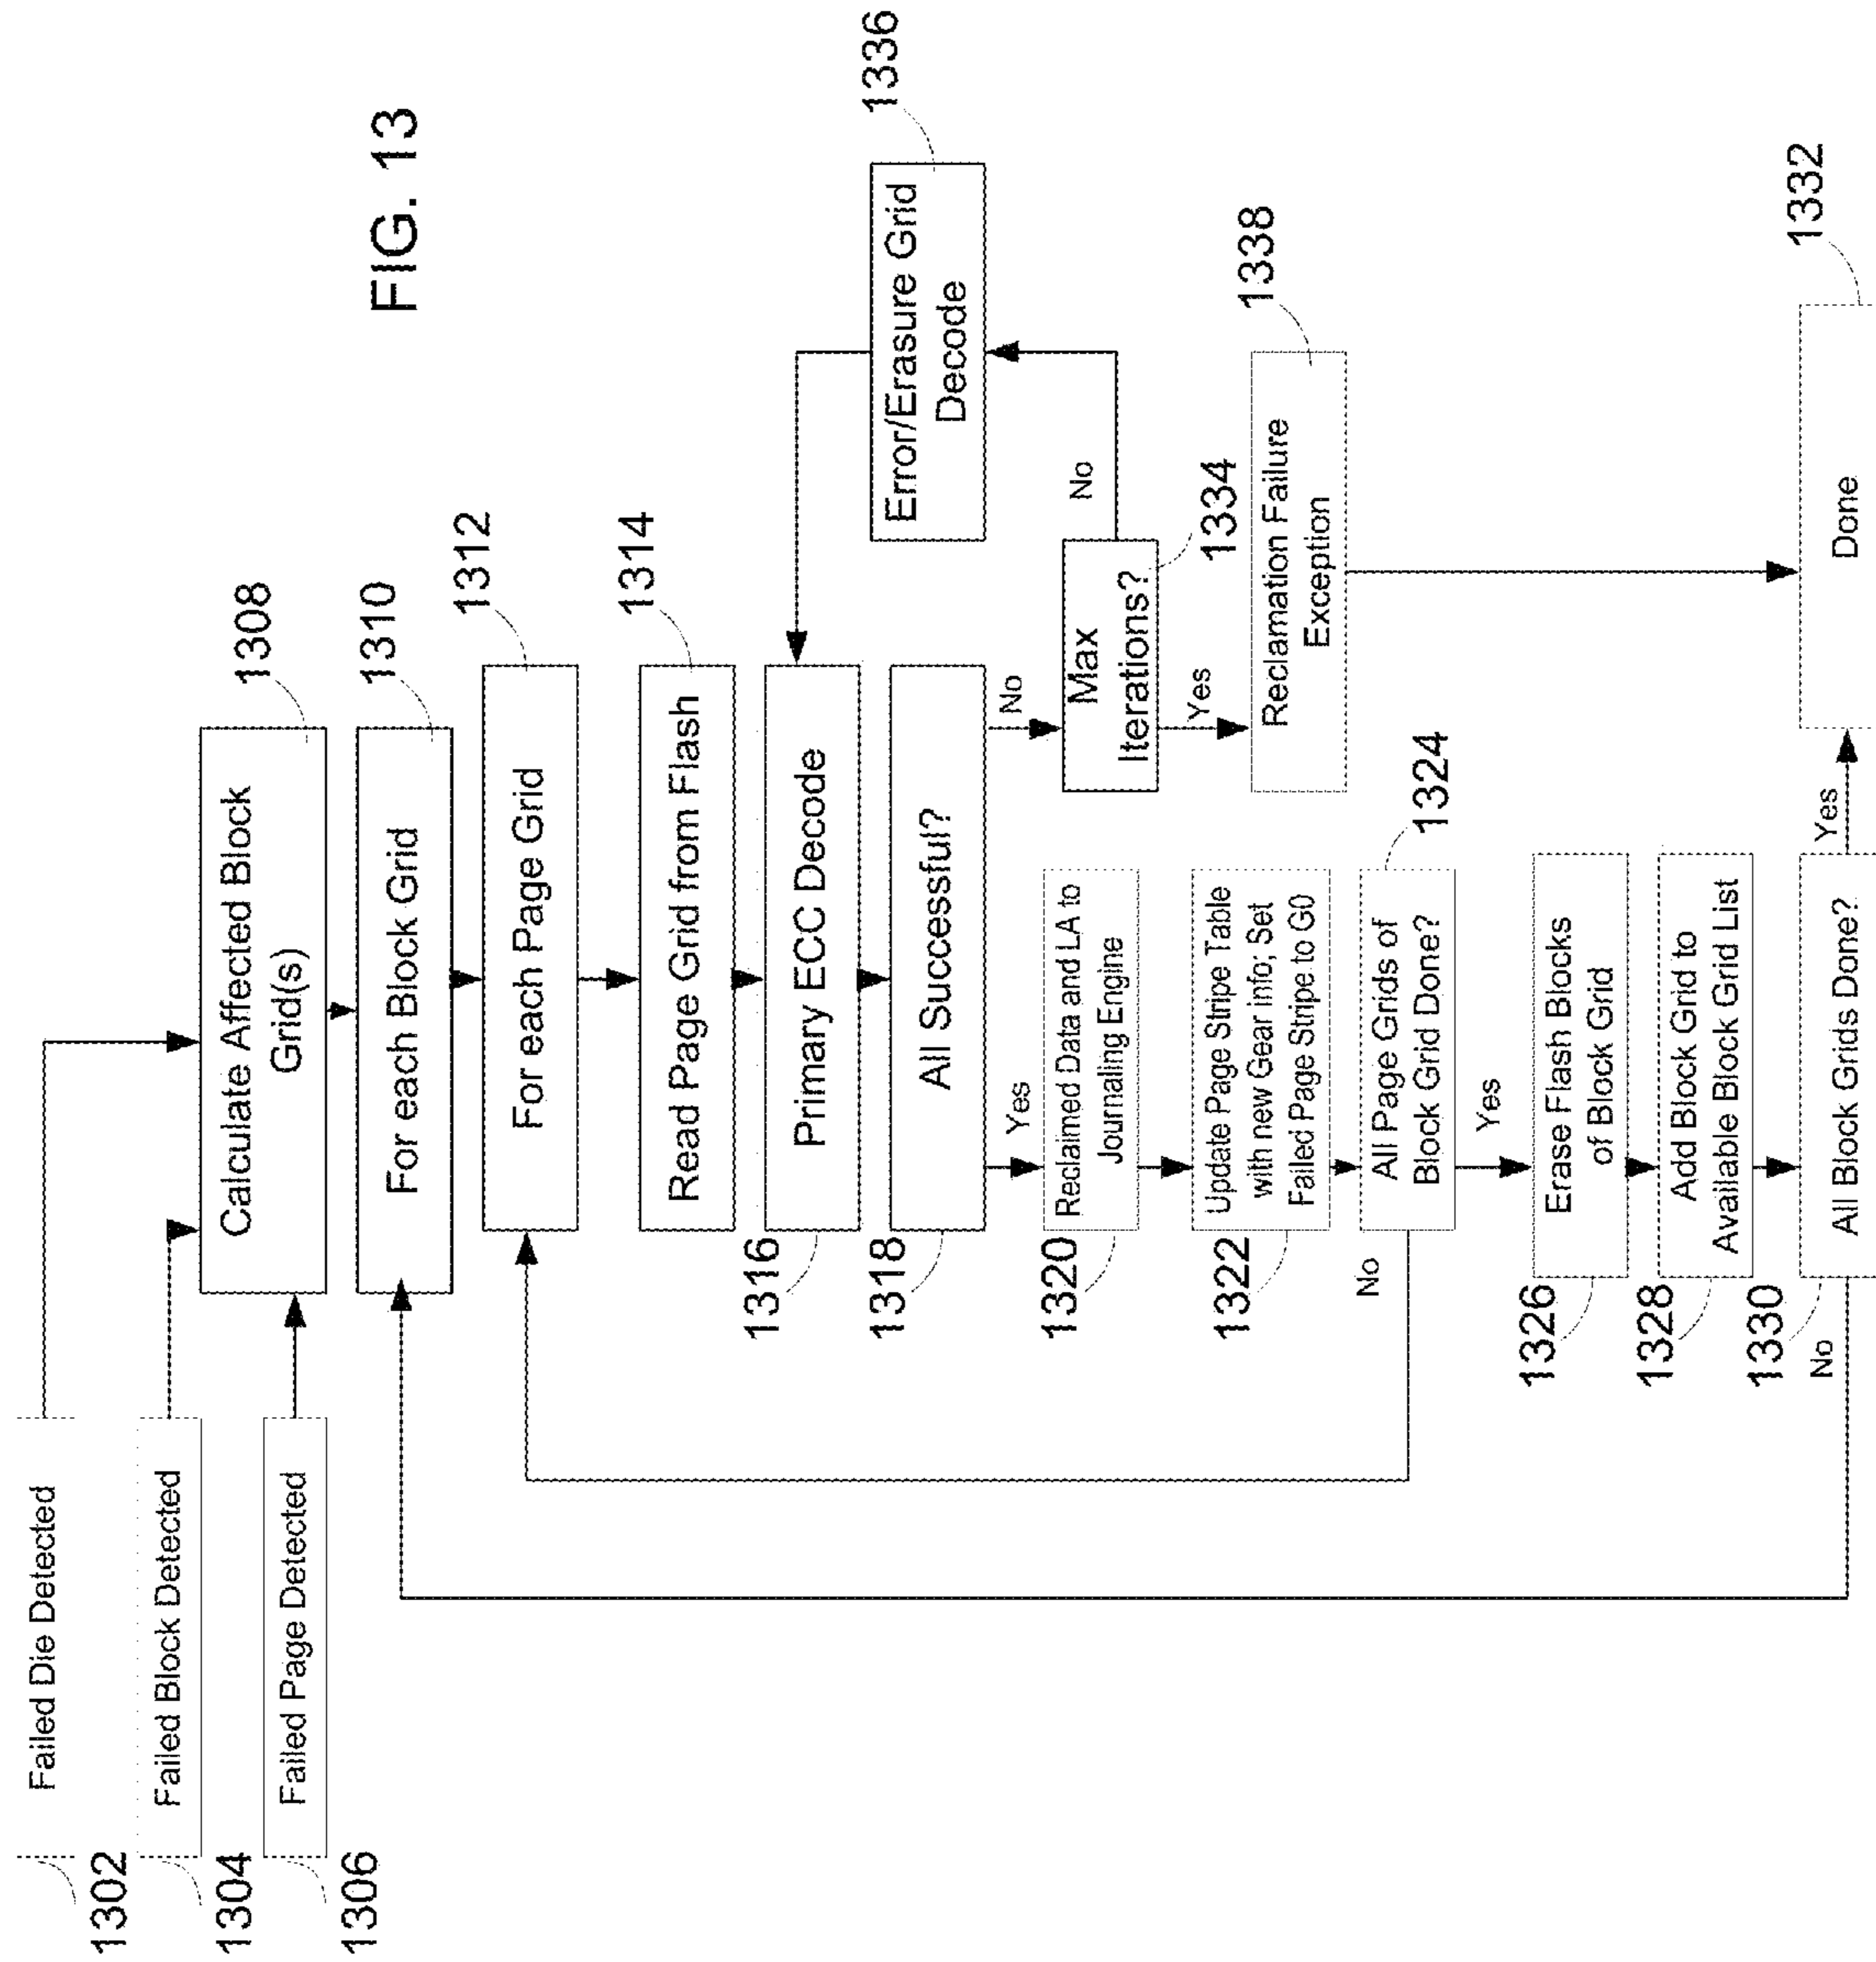 FIG. 13
Failed Die Detected
1302
Failed Block Detected
1304
Failed Page Detected
1306
Calculate Affected Block
Grid(s)
1308
For each Block Grid
1310
For each Page Grid
1312
Read Page Grid from Flash
1314
Primary ECC Decode
1316
All Successful?
1318
Yes
No
Reclaimed Data and LA to
Journaling Engine
1320
Update Page Stripe Table
with new Gear info; Set
Failed Page Stripe to G0
1322
All Page Grids of
Block Grid Done?
1324
No
Yes
Erase Flash Blocks
of Block Grid
1326
Add Block Grid to
Available Block Grid List
1328
All Block Grids Done?
1330
No
Yes
Done
1332
Max
Iterations?
1334
No
Yes
Error/Erasure Grid
Decode
1336
Reclamation Failure
Exception
1338